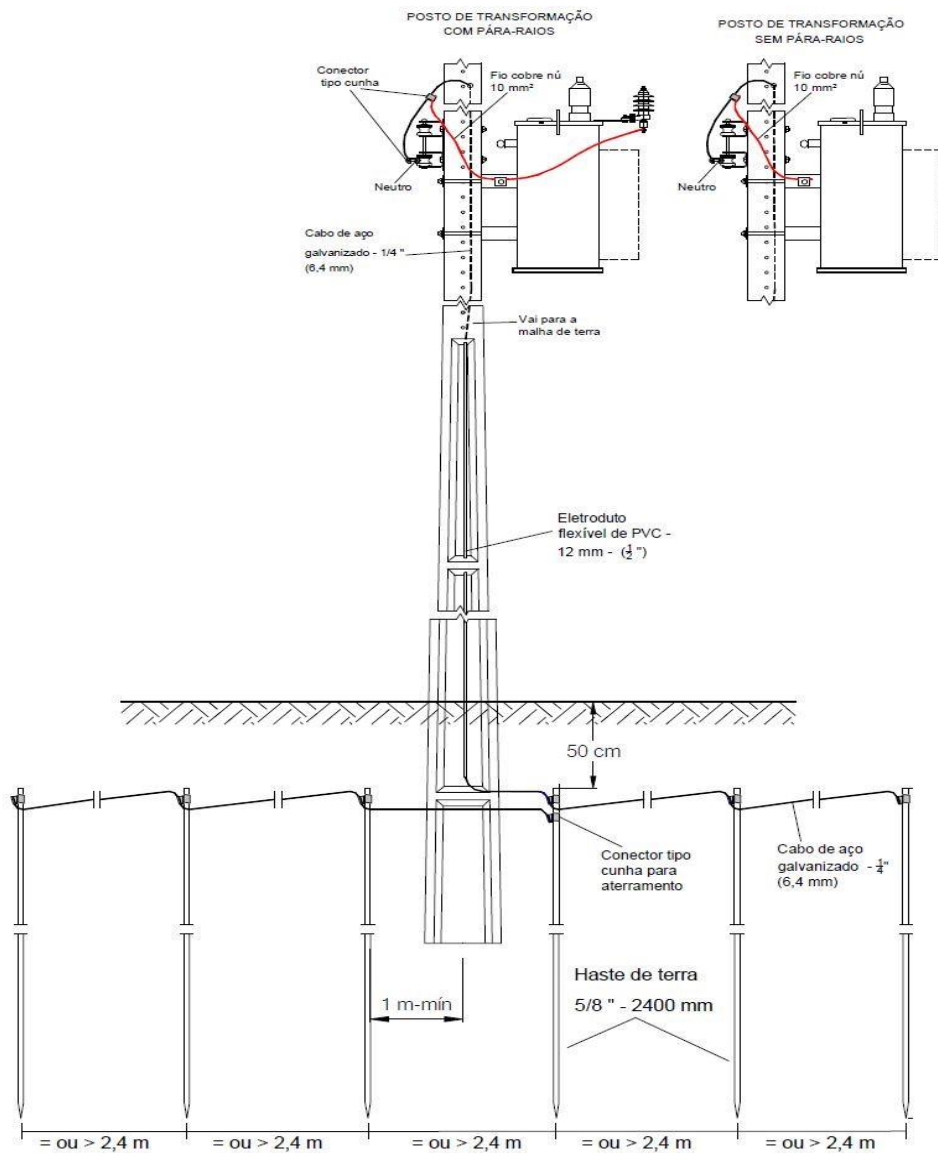 POSTO DE TRANSFORMAÇÃO
COM PÁRA-RAIOS
POSTO DE TRANSFORMAÇÃO
SEM PÁRA-RAIOS
Conector
tipo cunha
Fio cobre nú
10 mm²
Fio cobre nú
10 mm²
Neutro
Neutro
Cabo de aço
galvanizado - 1/4 "
(6,4 mm)
Vai para a
malha de terra
Eletroduto
flexível de PVC -
12 mm - (½ ")
50 cm
Conector tipo
cunha para
aterramento
Cabo de aço
galvanizado - ¼"
(6,4 mm)
Haste de terra
5/8 " - 2400 mm
1 m-mín
= ou > 2,4 m
= ou > 2,4 m
= ou > 2,4 m
= ou > 2,4 m
= ou > 2,4 m